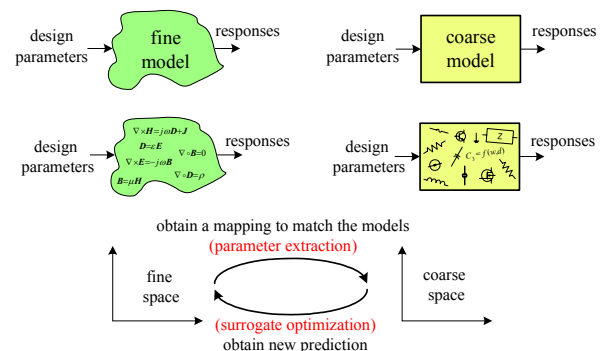 design
parameters
fine
model
responses
design
parameters
coarse
model
responses
design
parameters
∇×H=jωD+J
D=εE
∇∘B=0
∇×E=−jωB
B=μH
∇∘D=ρ
responses
design
parameters
Z
responses
obtain a mapping to match the models
(parameter extraction)
fine
space
coarse
space
(surrogate optimization)
obtain new prediction